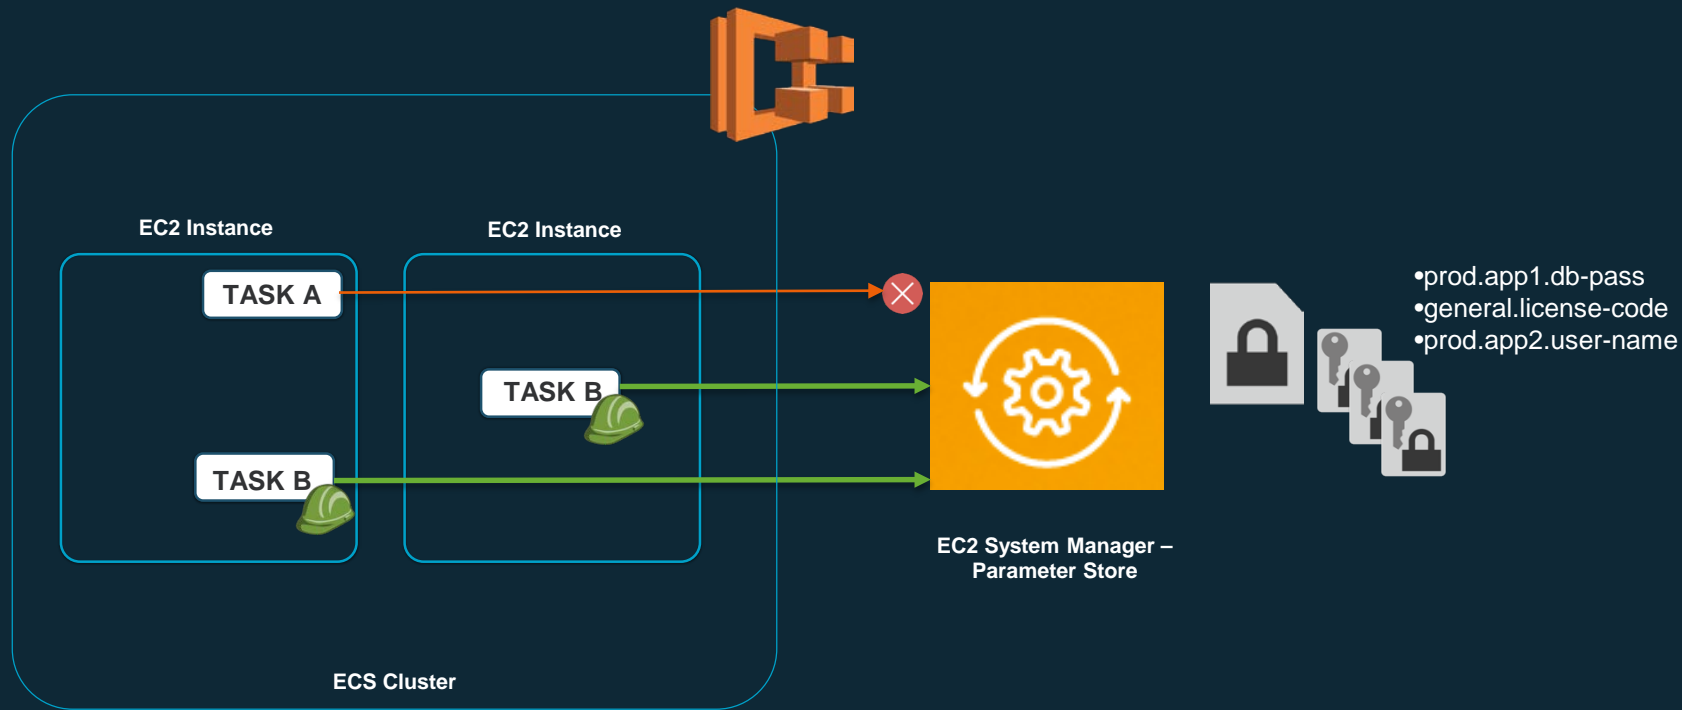 EC2 Instance
EC2 Instance
TASK A
TASK B
TASK B
ECS Cluster
EC2 System Manager –
Parameter Store
•prod.app1.db-pass
•general.license-code
•prod.app2.user-name